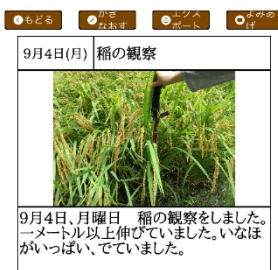 もどる
かき
なおす
エクス
ポート
よみあ
げ
9月4日(月) 稲の観察
9月4日、月曜日　稲の観察をしました。
一メートル以上伸びていました。いなほ
がいっぱい、でていました。